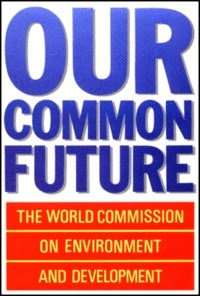 OUR
COMMON
FUTURE
THE WORLD COMMISSION
ON ENVIRONMENT
AND DEVELOPMENT